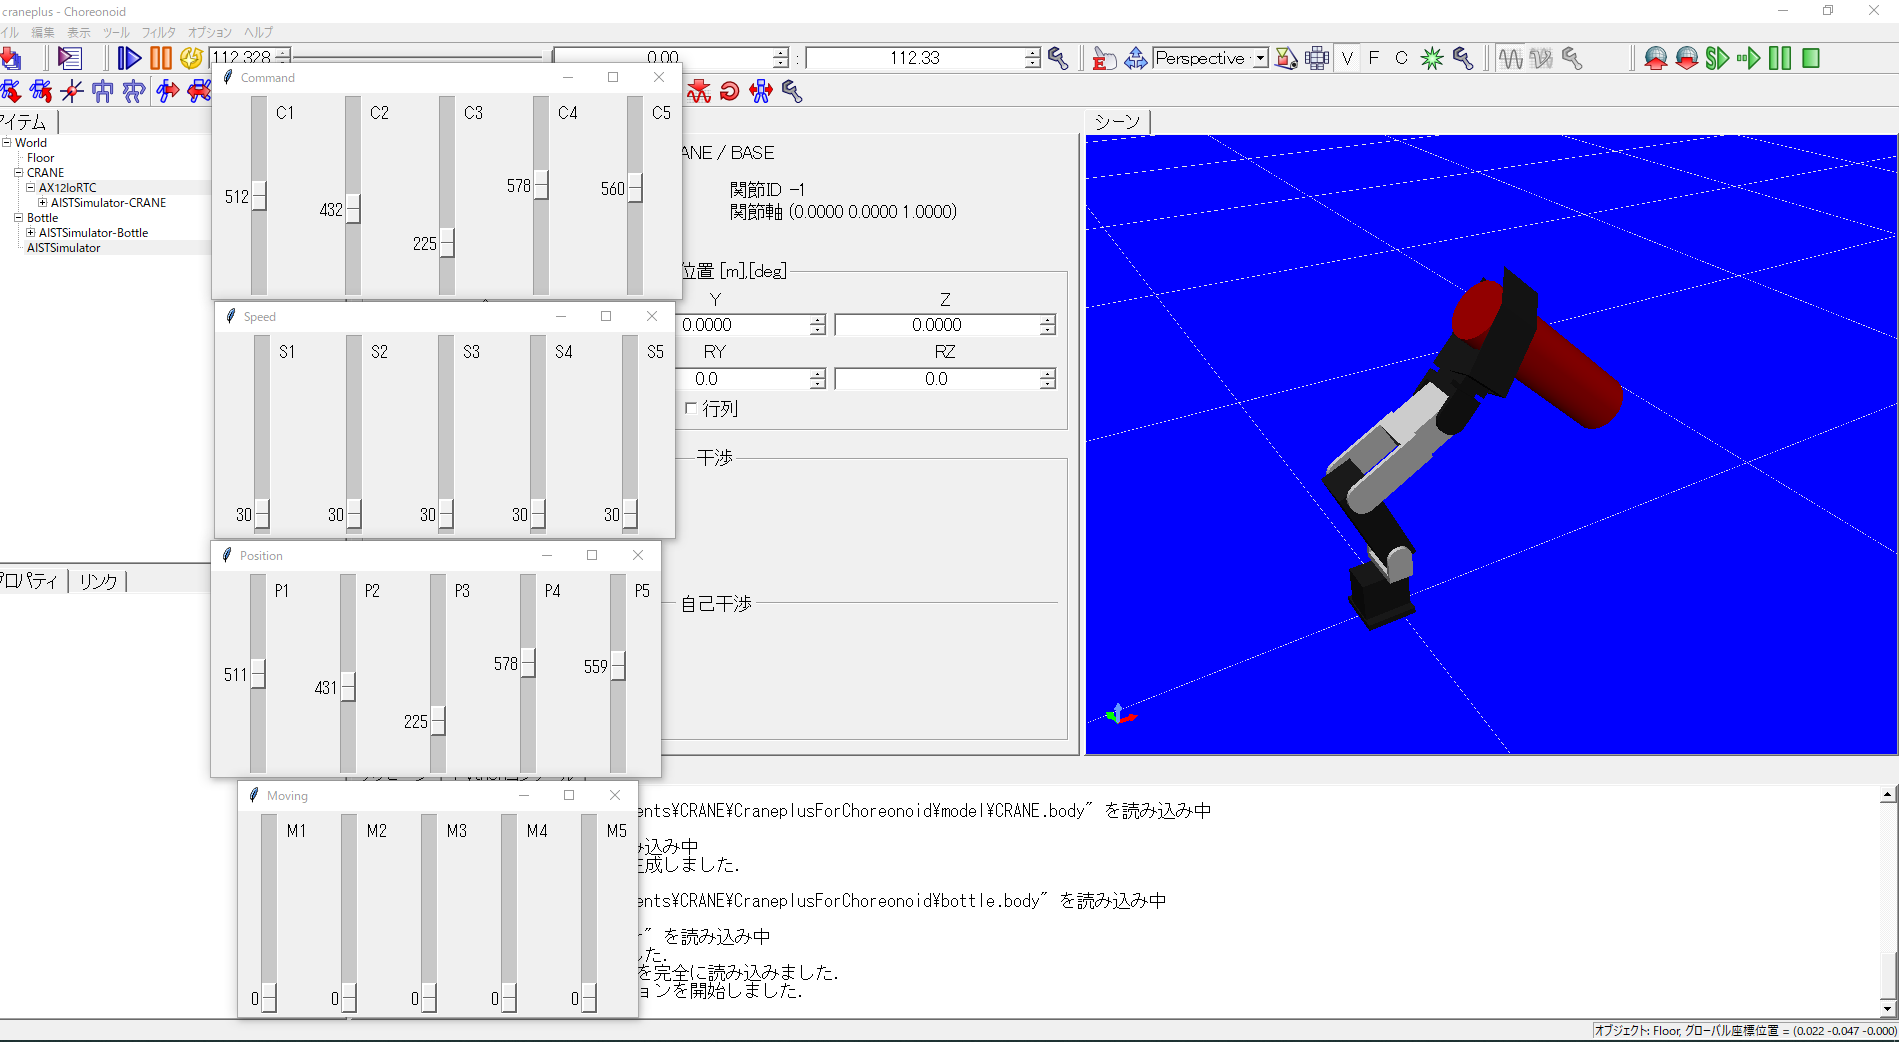 craneplus - Choreonoid
イル 編集 表示 ツール フィルタ オプション ヘルプ
112.328 0.00 : 112.33 Perspective V F C
アイテム
World
Floor
CRANE
AX12IoRTC
AISTSimulator-CRANE
Bottle
AISTSimulator-Bottle
AISTSimulator
プロパティ リンク
Command
C1 C2 C3 C4 C5
512 432 225 578 560
Speed
S1 S2 S3 S4 S5
30 30 30 30 30
Position
P1 P2 P3 P4 P5
511 431 225 578 559
Moving
M1 M2 M3 M4 M5
0 0 0 0 0
ANE / BASE
関節ID -1
関節軸 (0.0000 0.0000 1.0000)
位置 [m],[deg]
Y Z
0.0000 0.0000
RY RZ
0.0 0.0
行列
干渉
自己干渉
シーン
ents¥CRANE¥CraneplusForChoreonoid¥model¥CRANE.body" を読み込み中
み込み中
生成しました.
ents¥CRANE¥CraneplusForChoreonoid¥bottle.body" を読み込み中
" を読み込み中
した.
を完全に読み込みました.
ョンを開始しました.
オブジェクト: Floor, グローバル座標位置 = (0.022 -0.047 -0.000)